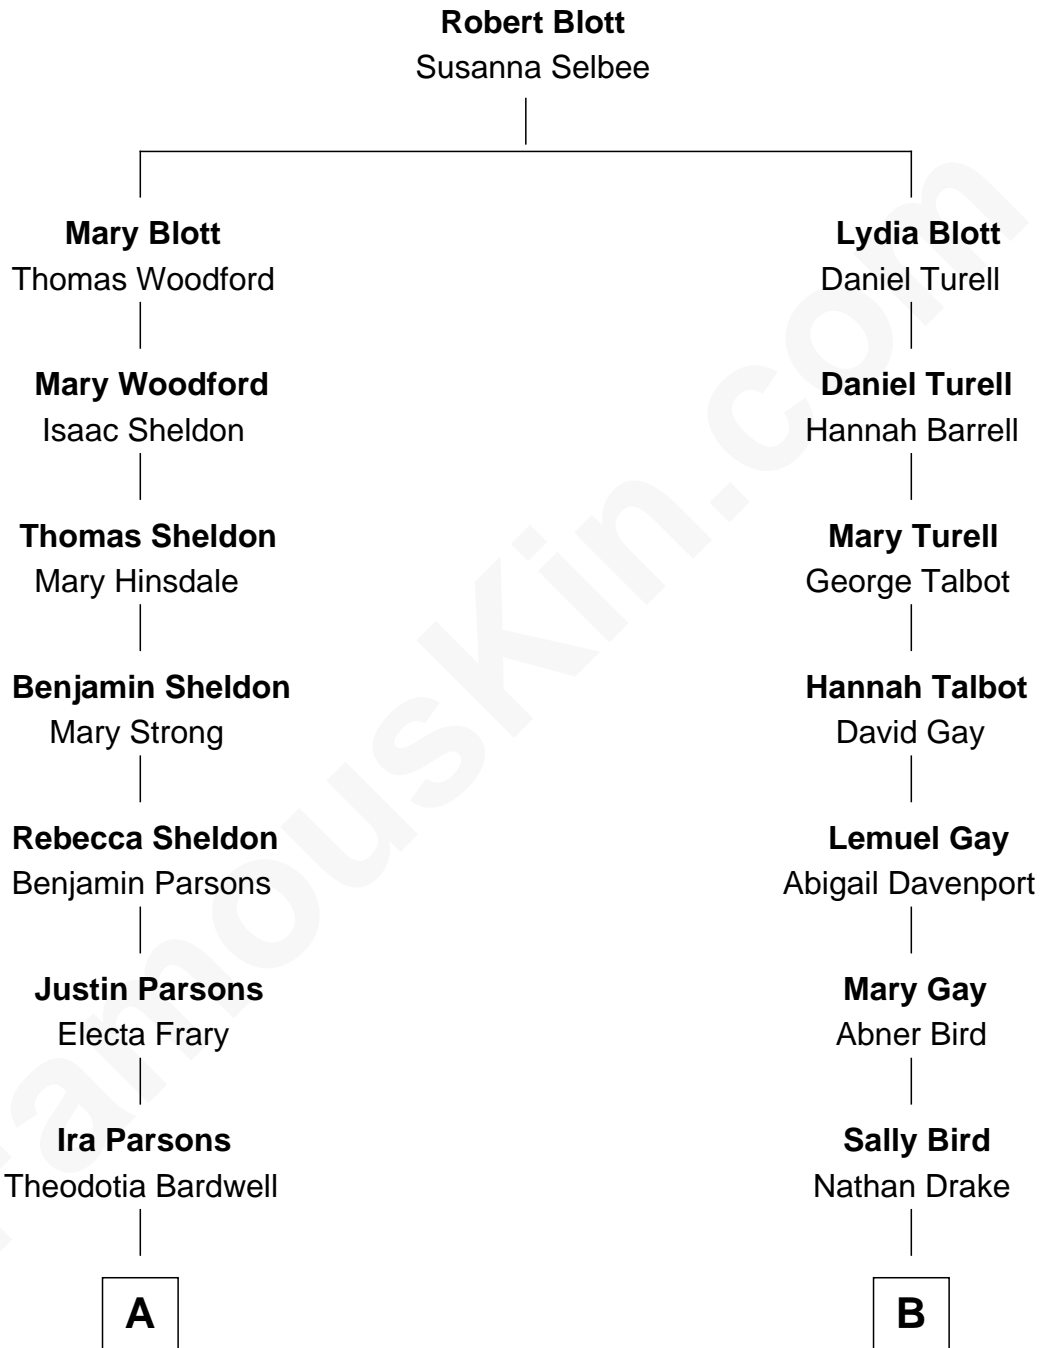 Robert Blott
Susanna Selbee
Mary Blott
Thomas Woodford
Mary Woodford
Isaac Sheldon
Thomas Sheldon
Mary Hinsdale
Benjamin Sheldon
Mary Strong
Rebecca Sheldon
Benjamin Parsons
Justin Parsons
Electa Frary
Ira Parsons
Theodotia Bardwell
A
Lydia Blott
Daniel Turell
Daniel Turell
Hannah Barrell
Mary Turell
George Talbot
Hannah Talbot
David Gay
Lemuel Gay
Abigail Davenport
Mary Gay
Abner Bird
Sally Bird
Nathan Drake
B
FamousKin.com